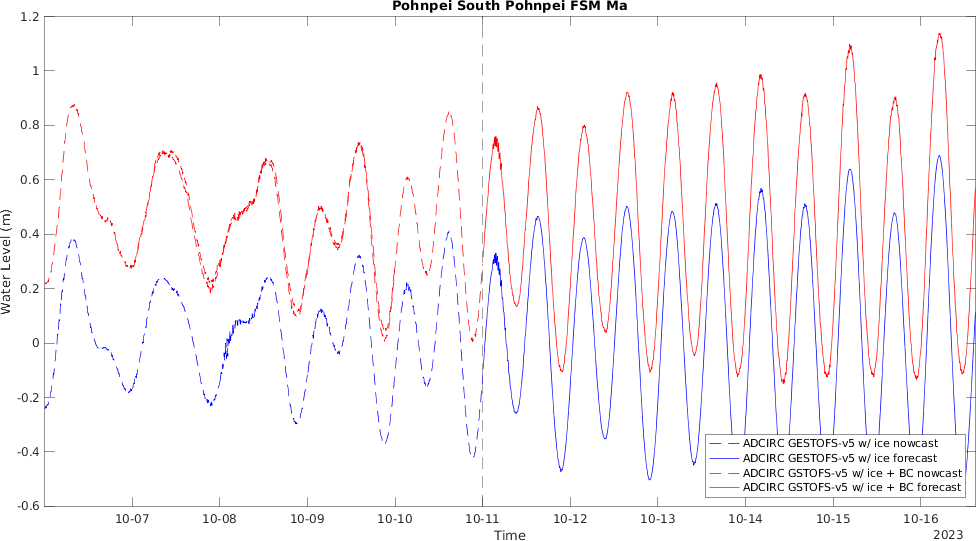 Pohnpei South Pohnpei FSM Ma
1.2
1
0.8
0.6
0.4
0.2
0
-0.2
-0.4
-0.6
Water Level (m)
ADCIRC GESTOFS-v5 w/ ice nowcast
ADCIRC GESTOFS-v5 w/ ice forecast
ADCIRC GSTOFS-v5 w/ ice + BC nowcast
ADCIRC GSTOFS-v5 w/ ice + BC forecast
10-07 10-08 10-09 10-10 10-11 10-12 10-13 10-14 10-15 10-16
Time
2023